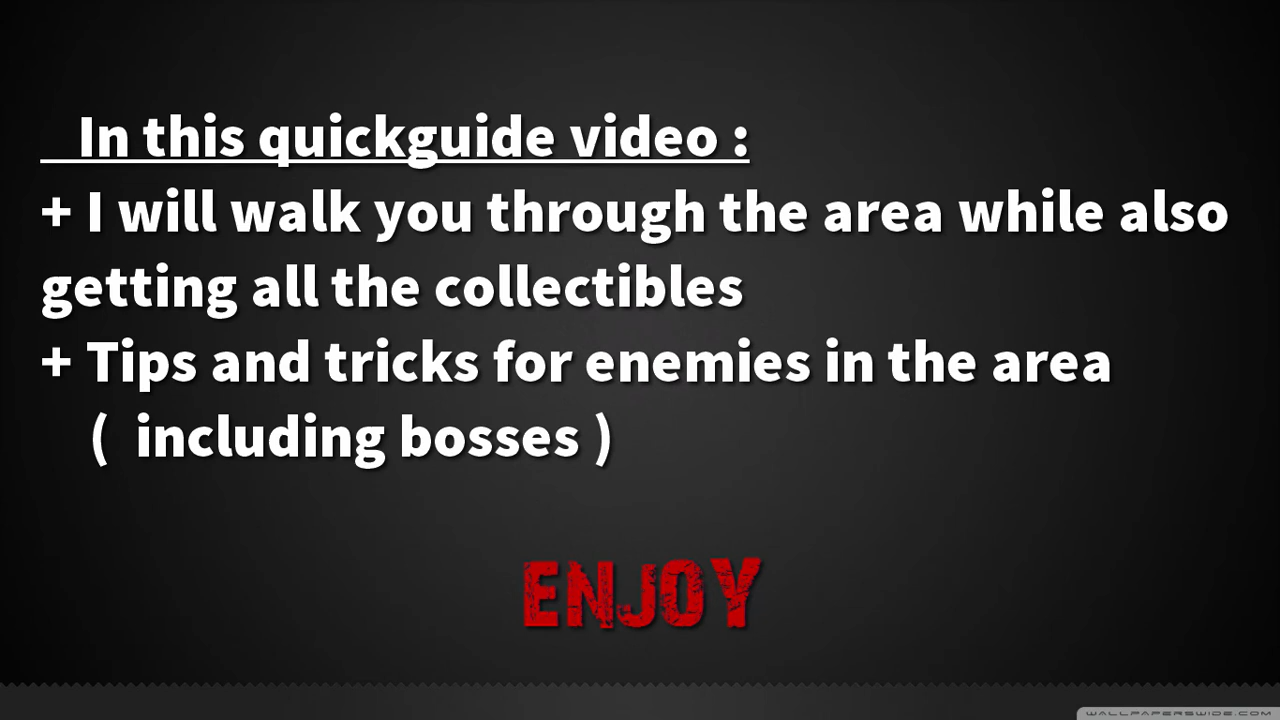 In this quickguide video :
+ I will walk you through the area while also
getting all the collectibles
+ Tips and tricks for enemies in the area
( including bosses )
ENJOY
WALLPAPERSWIDE.COM